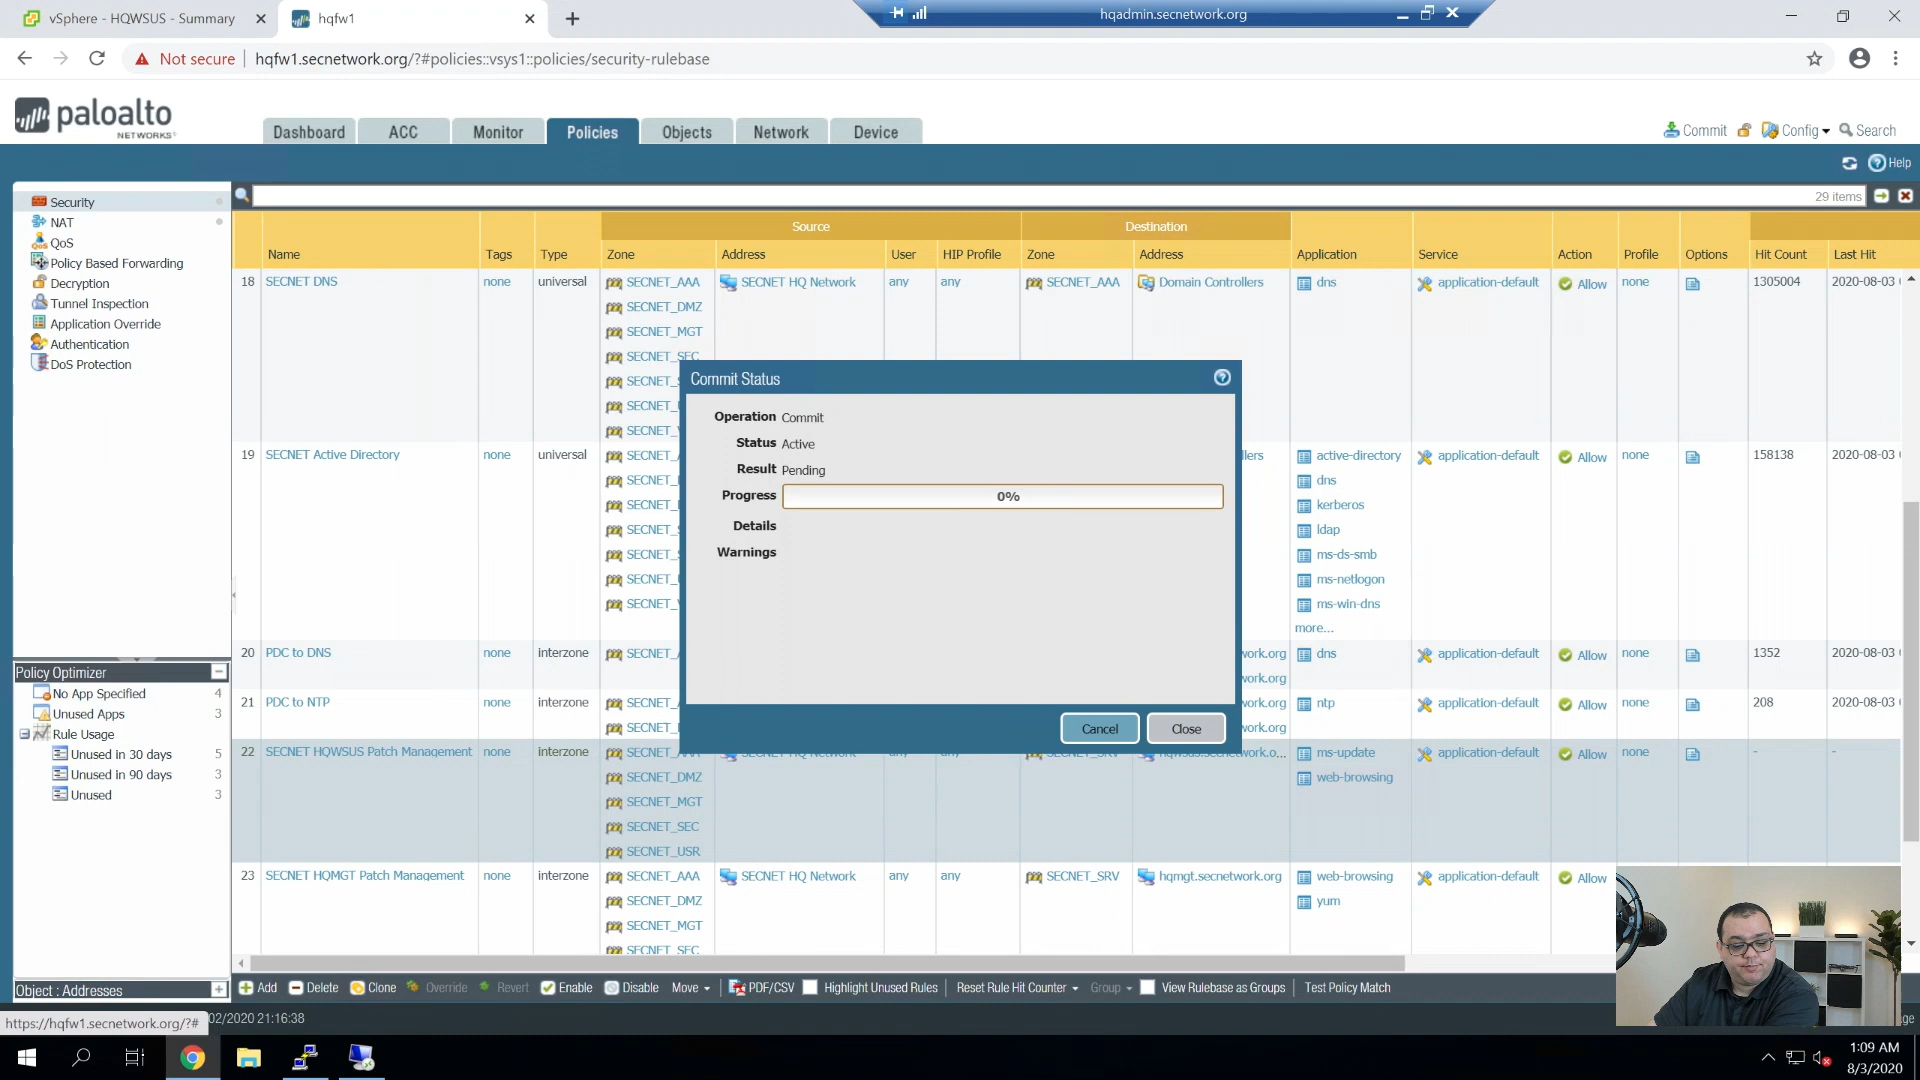 vSphere - HQWSUS - Summary
hqfw1
hqadmin.secnetwork.org
Not secure
hqfw1.secnetwork.org/?#policies::vsys1::policies/security-rulebase
paloalto
NETWORKS
Dashboard
ACC
Monitor
Policies
Objects
Network
Device
Commit
Config
Search
Help
Security
NAT
QoS
Policy Based Forwarding
Decryption
Tunnel Inspection
Application Override
Authentication
DoS Protection
29 items
Source
Destination
Name Tags Type Zone Address User HIP Profile Zone Address Application Service Action Profile Options Hit Count Last Hit
18 SECNET DNS none universal SECNET_AAA SECNET HQ Network any any SECNET_AAA Domain Controllers dns application-default Allow none 1305004 2020-08-03
SECNET_DMZ
SECNET_MGT
SECNET_SEC
19 SECNET Active Directory none universal active-directory application-default Allow none 158138 2020-08-03
dns
kerberos
ldap
ms-ds-smb
ms-netlogon
ms-win-dns
more...
20 PDC to DNS none interzone dns application-default Allow none 1352 2020-08-03
21 PDC to NTP none interzone ntp application-default Allow none 208 2020-08-03
22 SECNET HQWSUS Patch Management none interzone ms-update application-default Allow none - -
SECNET_DMZ web-browsing
SECNET_MGT
SECNET_SEC
SECNET_USR
23 SECNET HQMGT Patch Management none interzone SECNET_AAA SECNET HQ Network any any SECNET_SRV hqmgt.secnetwork.org web-browsing application-default Allow
SECNET_DMZ yum
SECNET_MGT
SECNET_SEC
Commit Status
Operation Commit
Status Active
Result Pending
Progress 0%
Details
Warnings
Cancel
Close
Policy Optimizer
No App Specified 4
Unused Apps 3
Rule Usage
Unused in 30 days 5
Unused in 90 days 3
Unused 3
Object : Addresses
Add Delete Clone Override Revert Enable Disable Move PDF/CSV Highlight Unused Rules Reset Rule Hit Counter Group View Rulebase as Groups Test Policy Match
https://hqfw1.secnetwork.org/?#
02/2020 21:16:38
1:09 AM
8/3/2020